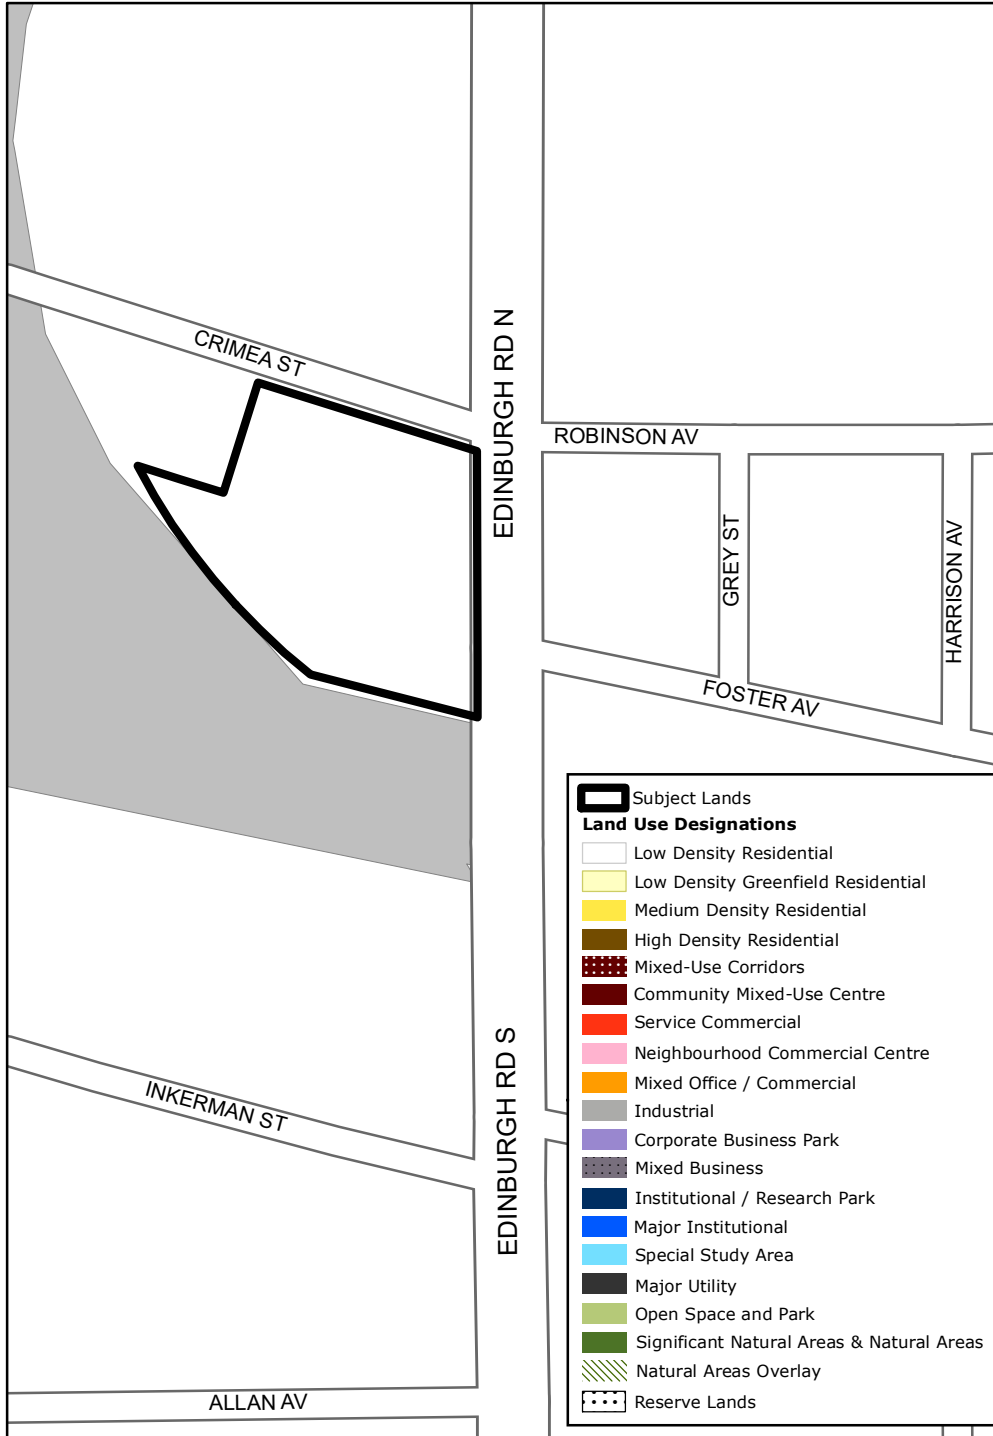 CRIMEA ST
EDINBURGH RD N
ROBINSON AV
GREY ST
HARRISON AV
FOSTER AV
Subject Lands
Land Use Designations
Low Density Residential
Low Density Greenfield Residential
Medium Density Residential
High Density Residential
Mixed-Use Corridors
Community Mixed-Use Centre
Service Commercial
Neighbourhood Commercial Centre
Mixed Office / Commercial
Industrial
Corporate Business Park
Mixed Business
Institutional / Research Park
Major Institutional
Special Study Area
Major Utility
Open Space and Park
Significant Natural Areas & Natural Areas
Natural Areas Overlay
Reserve Lands
EDINBURGH RD S
INKERMAN ST
ALLAN AV